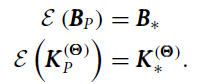 ℰ (𝑩_P) = 𝑩_*
ℰ (𝑲_P^(𝚯)) = 𝑲_*^(𝚯).